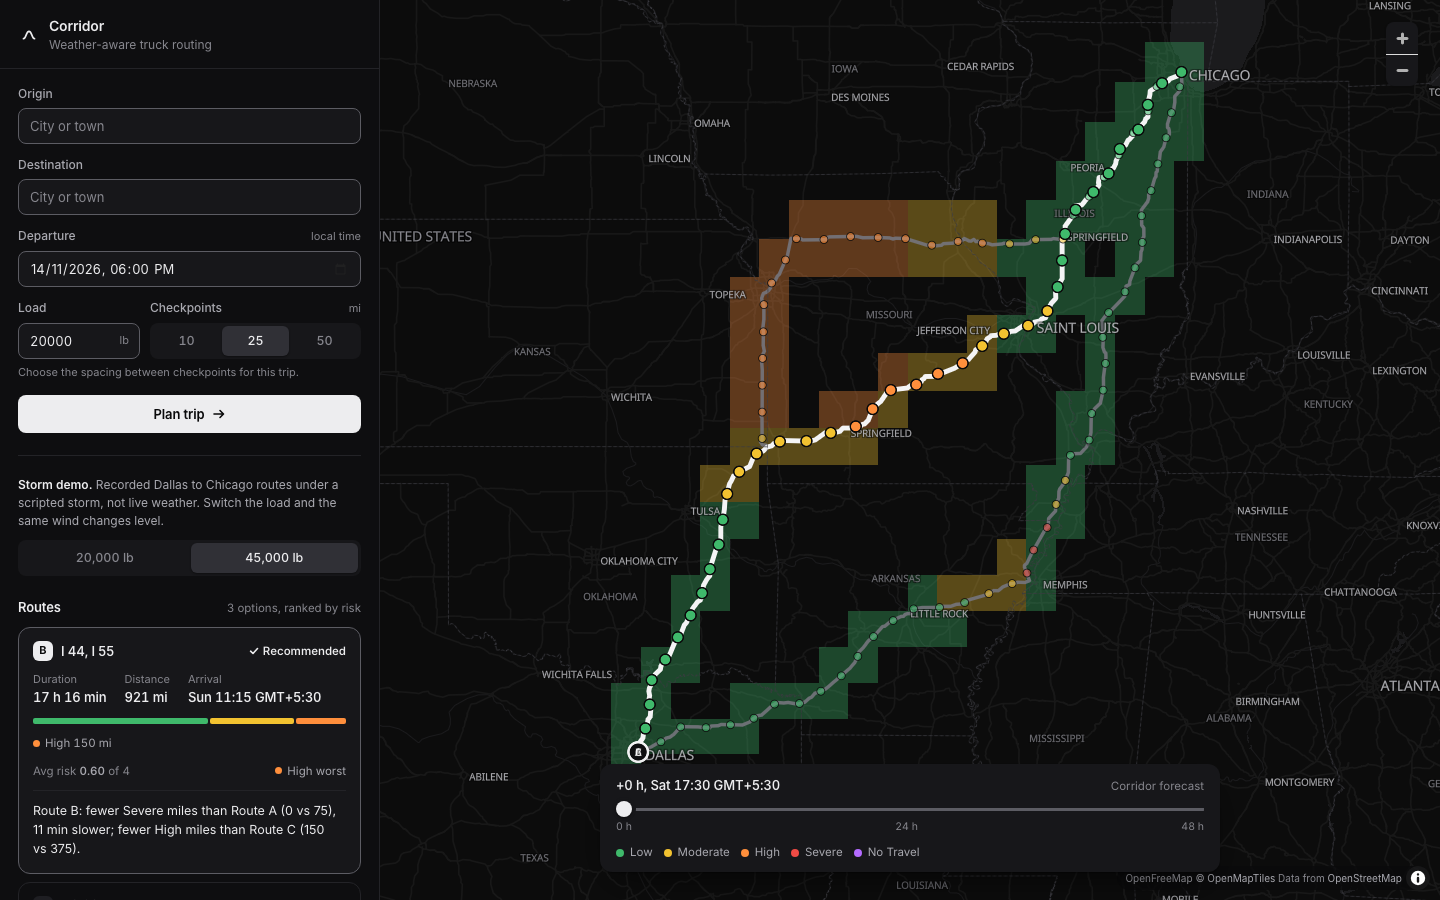 Corridor
Weather-aware truck routing
Origin
City or town
Destination
City or town
Departure
local time
14/11/2026, 06:00 PM
Load
Checkpoints
mi
20000 lb
10
25
50
Choose the spacing between checkpoints for this trip.
Plan trip →
Storm demo. Recorded Dallas to Chicago routes under a
scripted storm, not live weather. Switch the load and the
same wind changes level.
20,000 lb
45,000 lb
Routes
3 options, ranked by risk
B I 44, I 55
✓ Recommended
Duration
Distance
Arrival
17 h 16 min
921 mi
Sun 11:15 GMT+5:30
High 150 mi
Avg risk 0.60 of 4
High worst
Route B: fewer Severe miles than Route A (0 vs 75),
11 min slower; fewer High miles than Route C (150
vs 375).
LANSING
CHICAGO
IOWA
CEDAR RAPIDS
NEBRASKA
DES MOINES
TO
OMAHA
LINCOLN
PEORIA
INDIANA
SPRINGFIELD
NITED STATES
INDIANAPOLIS
DAYTON
CINCINNATI
TOPEKA
MISSOURI
JEFFERSON CITY
SAINT LOUIS
KANSAS
LOUISVILLE
LEXINGTON
EVANSVILLE
WICHITA
KENTUCKY
SPRINGFIELD
TULSA
NASHVILLE
KNOXV
TENNESSEE
OKLAHOMA CITY
ARKANSAS
MEMPHIS
OKLAHOMA
CHATTANOOGA
LITTLE ROCK
HUNTSVILLE
WICHITA FALLS
ATLANTA
BIRMINGHAM
ALABAMA
MISSISSIPPI
DALLAS
ABILENE
MONTGOMERY
GE
TEXAS
LOUISIANA
MOBILE
+
−
+0 h, Sat 17:30 GMT+5:30
Corridor forecast
0 h
24 h
48 h
Low
Moderate
High
Severe
No Travel
OpenFreeMap © OpenMapTiles Data from OpenStreetMap